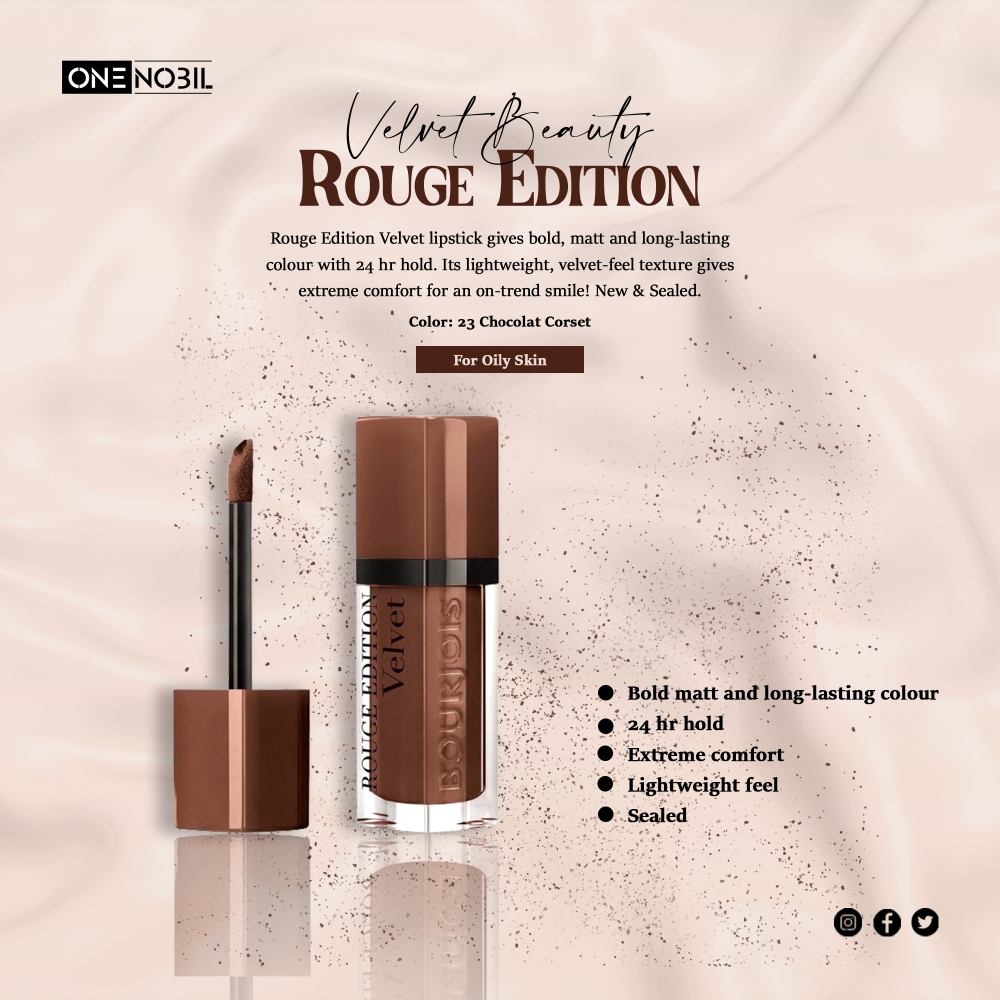 ONENOBIL
Velvet Beauty
ROUGE EDITION
Rouge Edition Velvet lipstick gives bold, matt and long-lasting
colour with 24 hr hold. Its lightweight, velvet-feel texture gives
extreme comfort for an on-trend smile! New & Sealed.
Color: 23 Chocolat Corset
For Oily Skin
ROUGE EDITION
Velvet
BOURJOIS
Bold matt and long-lasting colour
24 hr hold
Extreme comfort
Lightweight feel
Sealed